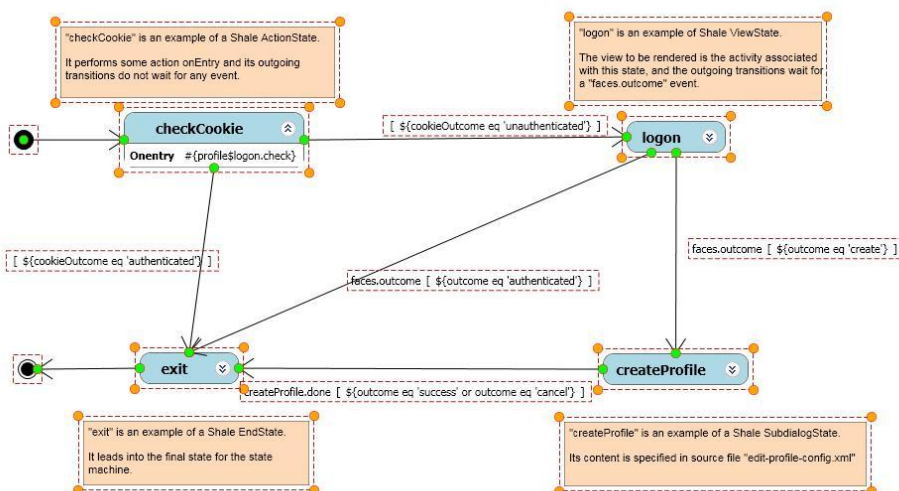 "checkCookie" is an example of a Shale ActionState.
It performs some action onEntry and its outgoing
transitions do not wait for any event.
"logon" is an example of Shale ViewState.
The view to be rendered is the activity associated
with this state, and the outgoing transitions wait for
a "faces.outcome" event.
checkCookie
Onentry #{profile$logon.check}
[ ${cookieOutcome eq 'unauthenticated'} ]
logon
[ ${cookieOutcome eq 'authenticated'} ]
faces.outcome [ ${outcome eq 'authenticated'} ]
faces.outcome [ ${outcome eq 'create'} ]
exit
createProfile
createProfile.done [ ${outcome eq 'success' or outcome eq 'cancel'} ]
"exit" is an example of a Shale EndState.
It leads into the final state for the state
machine.
"createProfile" is an example of a Shale SubdialogState.
Its content is specified in source file "edit-profile-config.xml"